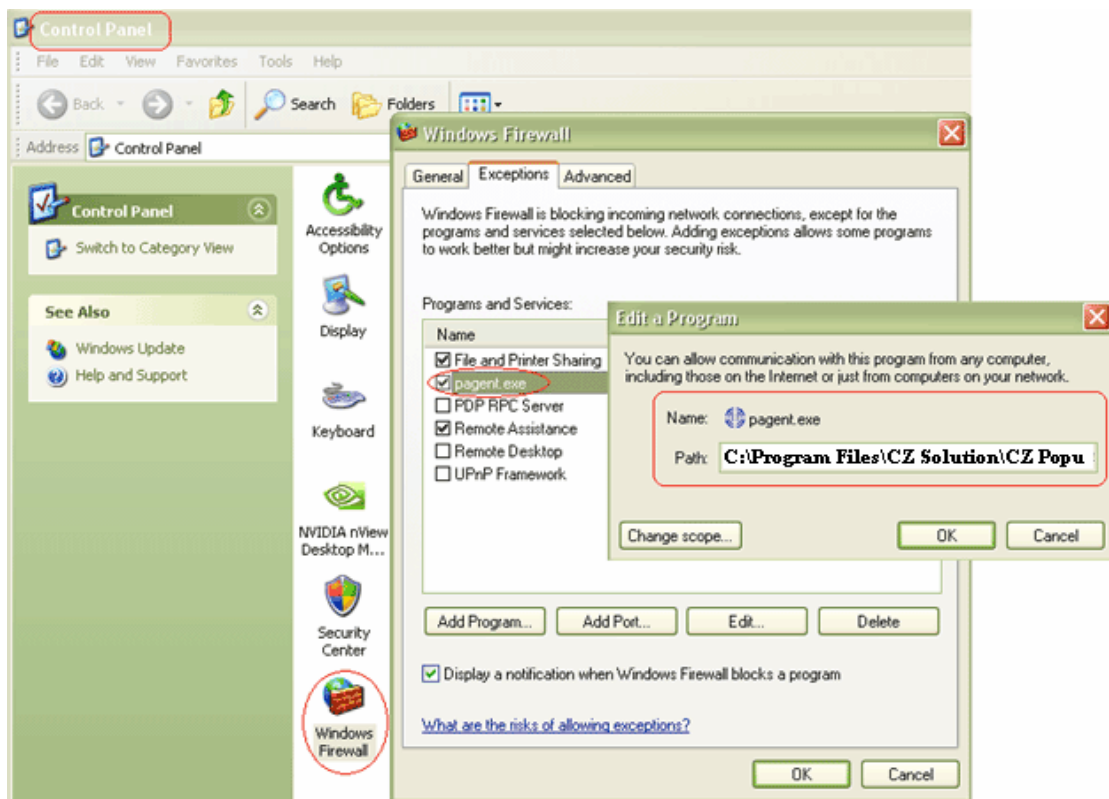 Control Panel
File Edit View Favorites Tools Help
Back Search Folders
Address Control Panel
Control Panel
Switch to Category View
See Also
Windows Update
Help and Support
Accessibility
Options
Display
Keyboard
NVIDIA nView
Desktop M...
Security
Center
Windows
Firewall
Windows Firewall
General Exceptions Advanced
Windows Firewall is blocking incoming network connections, except for the
programs and services selected below. Adding exceptions allows some programs
to work better but might increase your security risk.
Programs and Services:
Name
File and Printer Sharing
pagent.exe
PDP RPC Server
Remote Assistance
Remote Desktop
UPnP Framework
Add Program... Add Port... Edit... Delete
Display a notification when Windows Firewall blocks a program
What are the risks of allowing exceptions?
OK Cancel
Edit a Program
You can allow communication with this program from any computer,
including those on the Internet or just from computers on your network.
Name: pagent.exe
Path: C:\Program Files\CZ Solution\CZ Popu
Change scope... OK Cancel